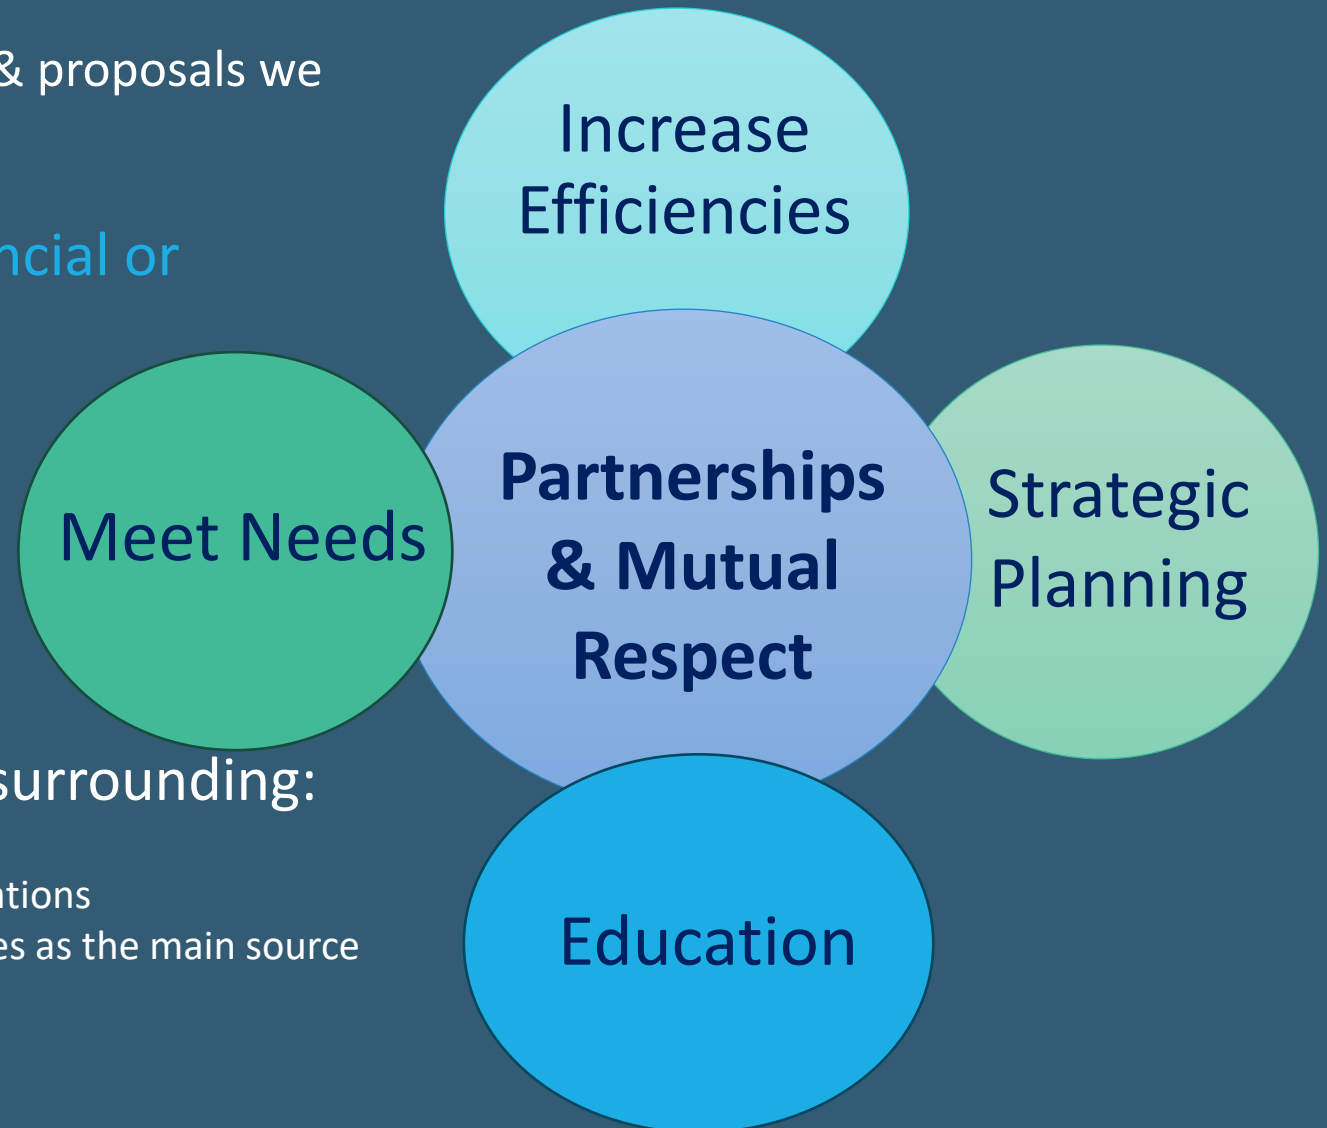 & proposals we
ncial or
surrounding:
ations
es as the main source
Increase
Efficiencies
Meet Needs
Partnerships
& Mutual
Respect
Strategic
Planning
Education